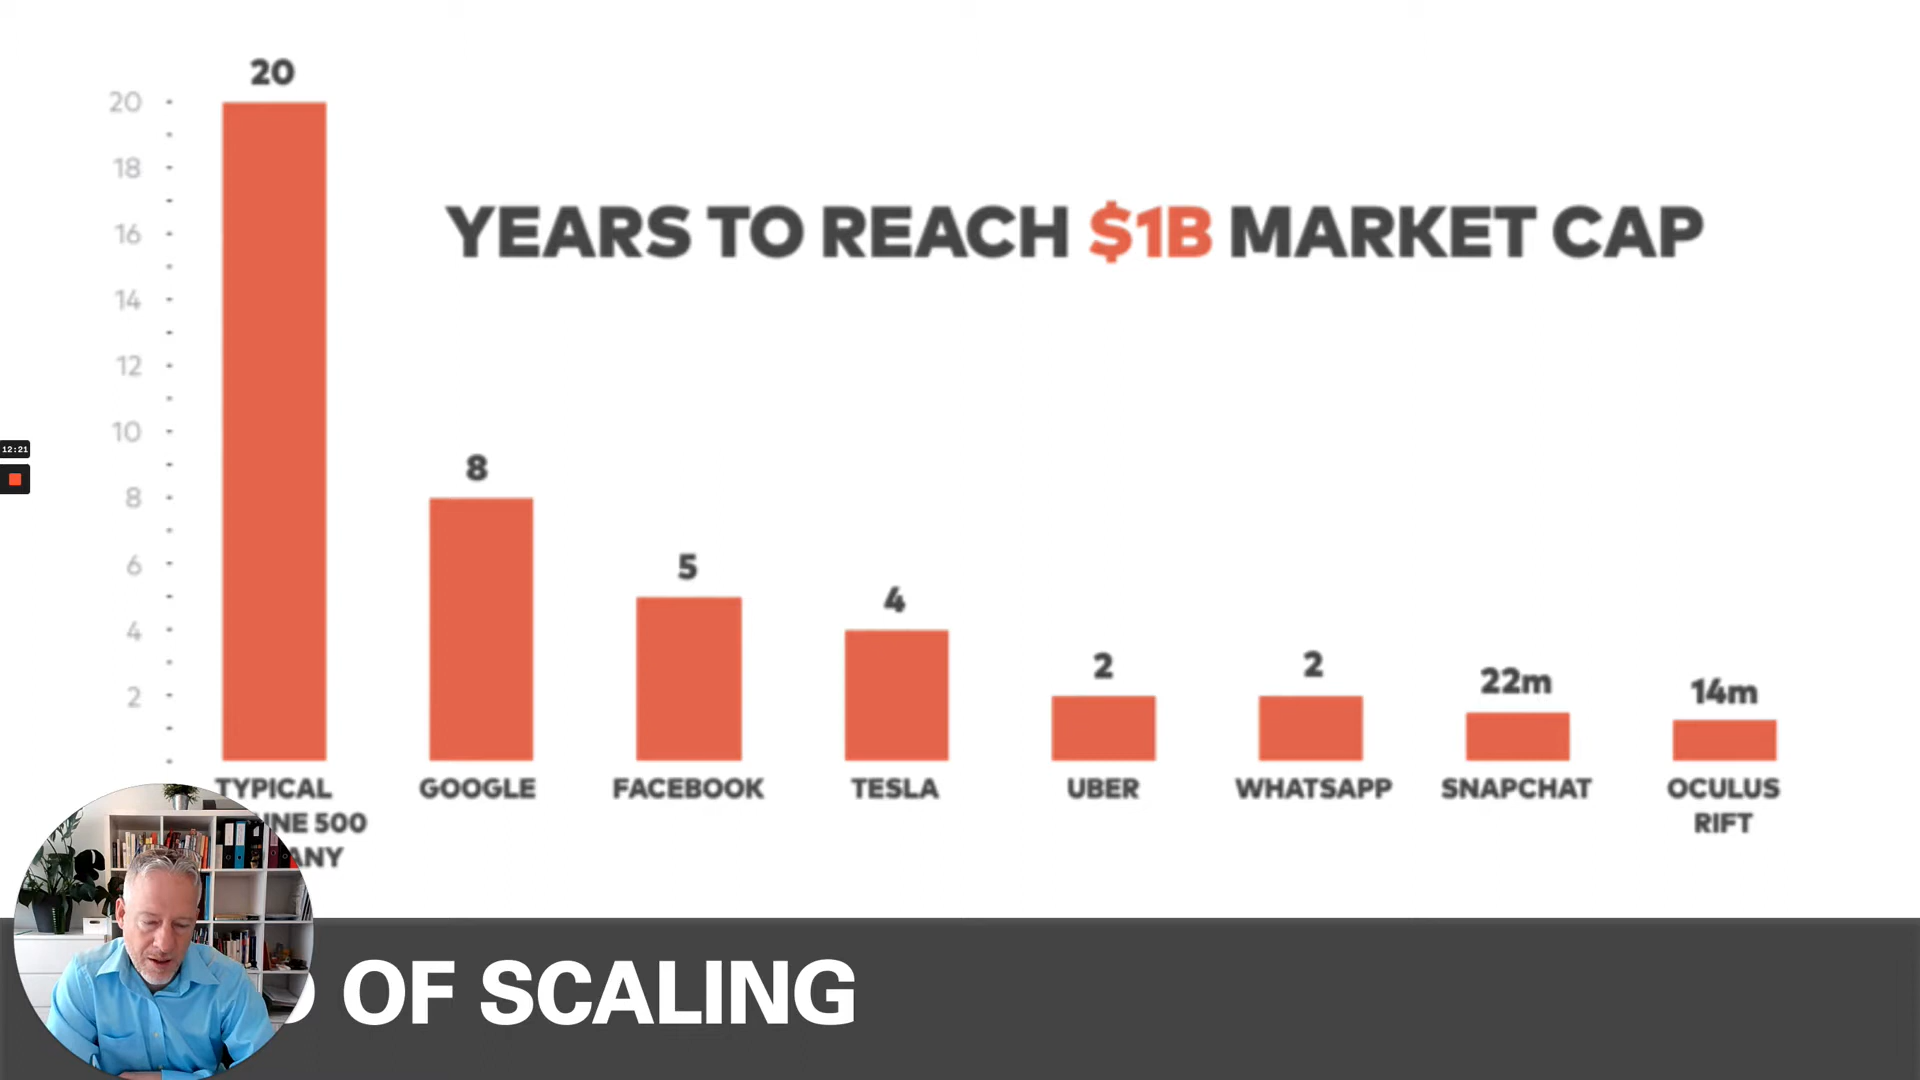 20
20
18
16
14
12
10
8
6
4
2
YEARS TO REACH $1B MARKET CAP
8
5
4
2
2
22m
14m
TYPICAL
500
GOOGLE
FACEBOOK
TESLA
UBER
WHATSAPP
SNAPCHAT
OCULUS
RIFT
12:21
OF SCALING